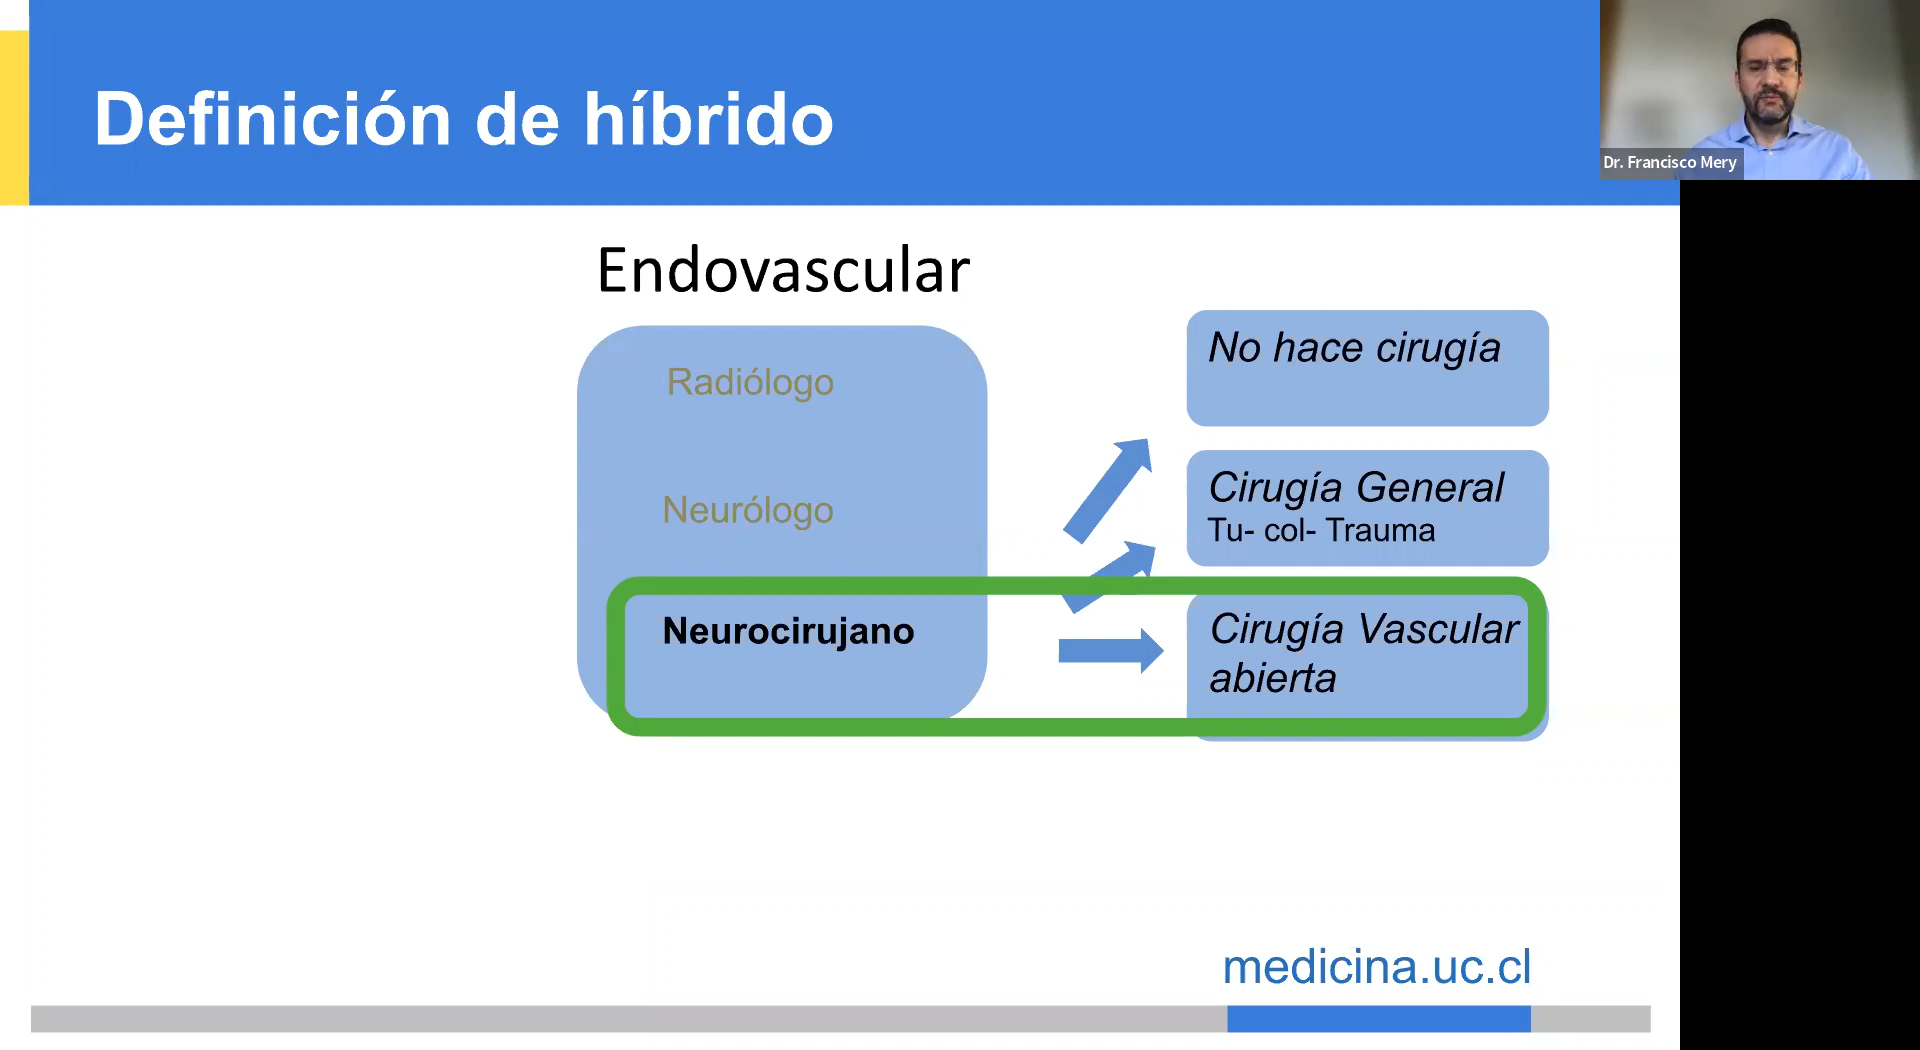 Definición de híbrido
Dr. Francisco Mery
Endovascular
Radiólogo
Neurólogo
Neurocirujano
No hace cirugía
Cirugía General
Tu- col- Trauma
Cirugía Vascular
abierta
medicina.uc.cl